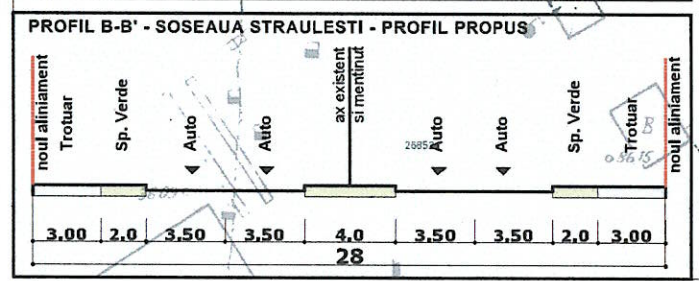 PROFIL B-B' - SOSEAUA STRAULESTI - PROFIL PROPUS
noul aliniament
Trotuar
Sp. Verde
Auto
Auto
ax existent
si mentinut
Auto
Auto
Sp. Verde
Trotuar
noul aliniament
B
3.00 2.0 3.50 3.50 4.0 3.50 3.50 2.0 3.00
28